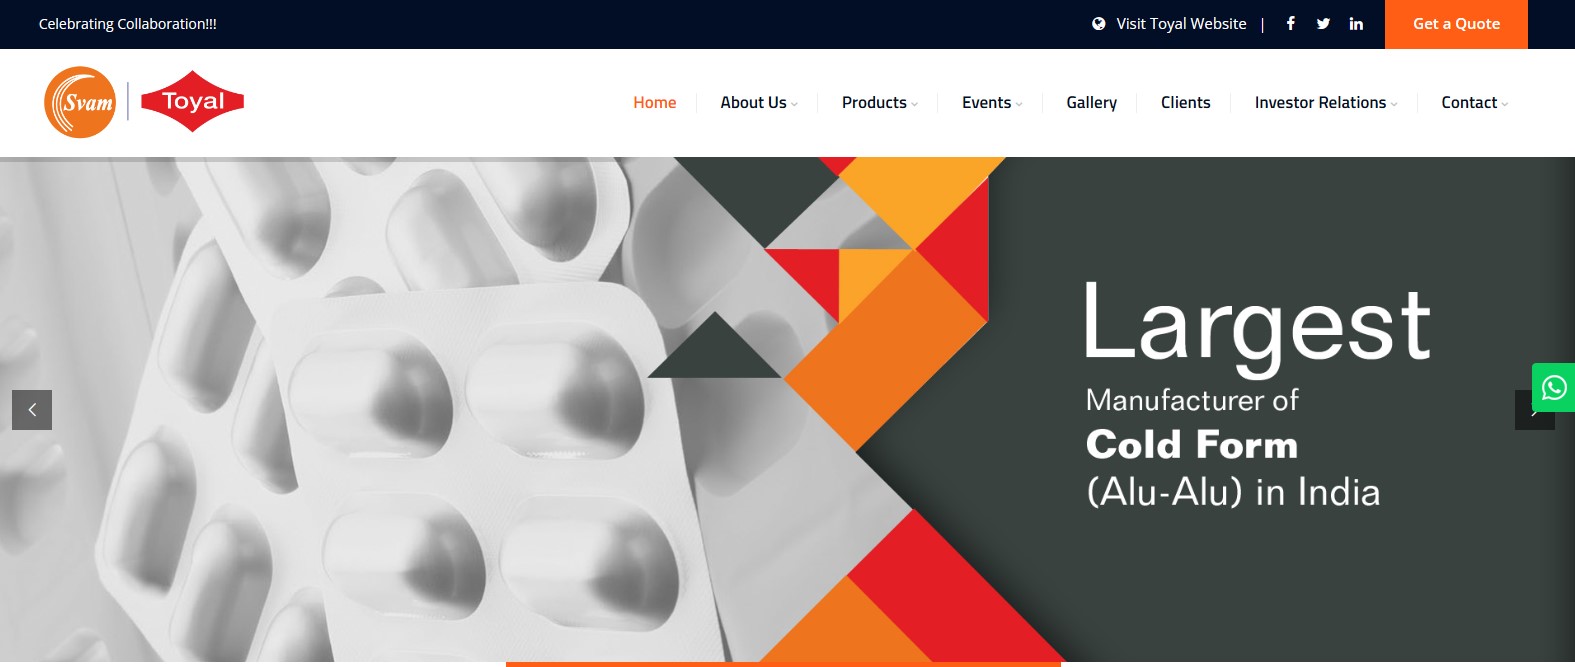 Celebrating Collaboration!!!
Visit Toyal Website |
Get a Quote
Svam | Toyal
Home
About Us
Products
Events
Gallery
Clients
Investor Relations
Contact
Largest
Manufacturer of
Cold Form
(Alu-Alu) in India